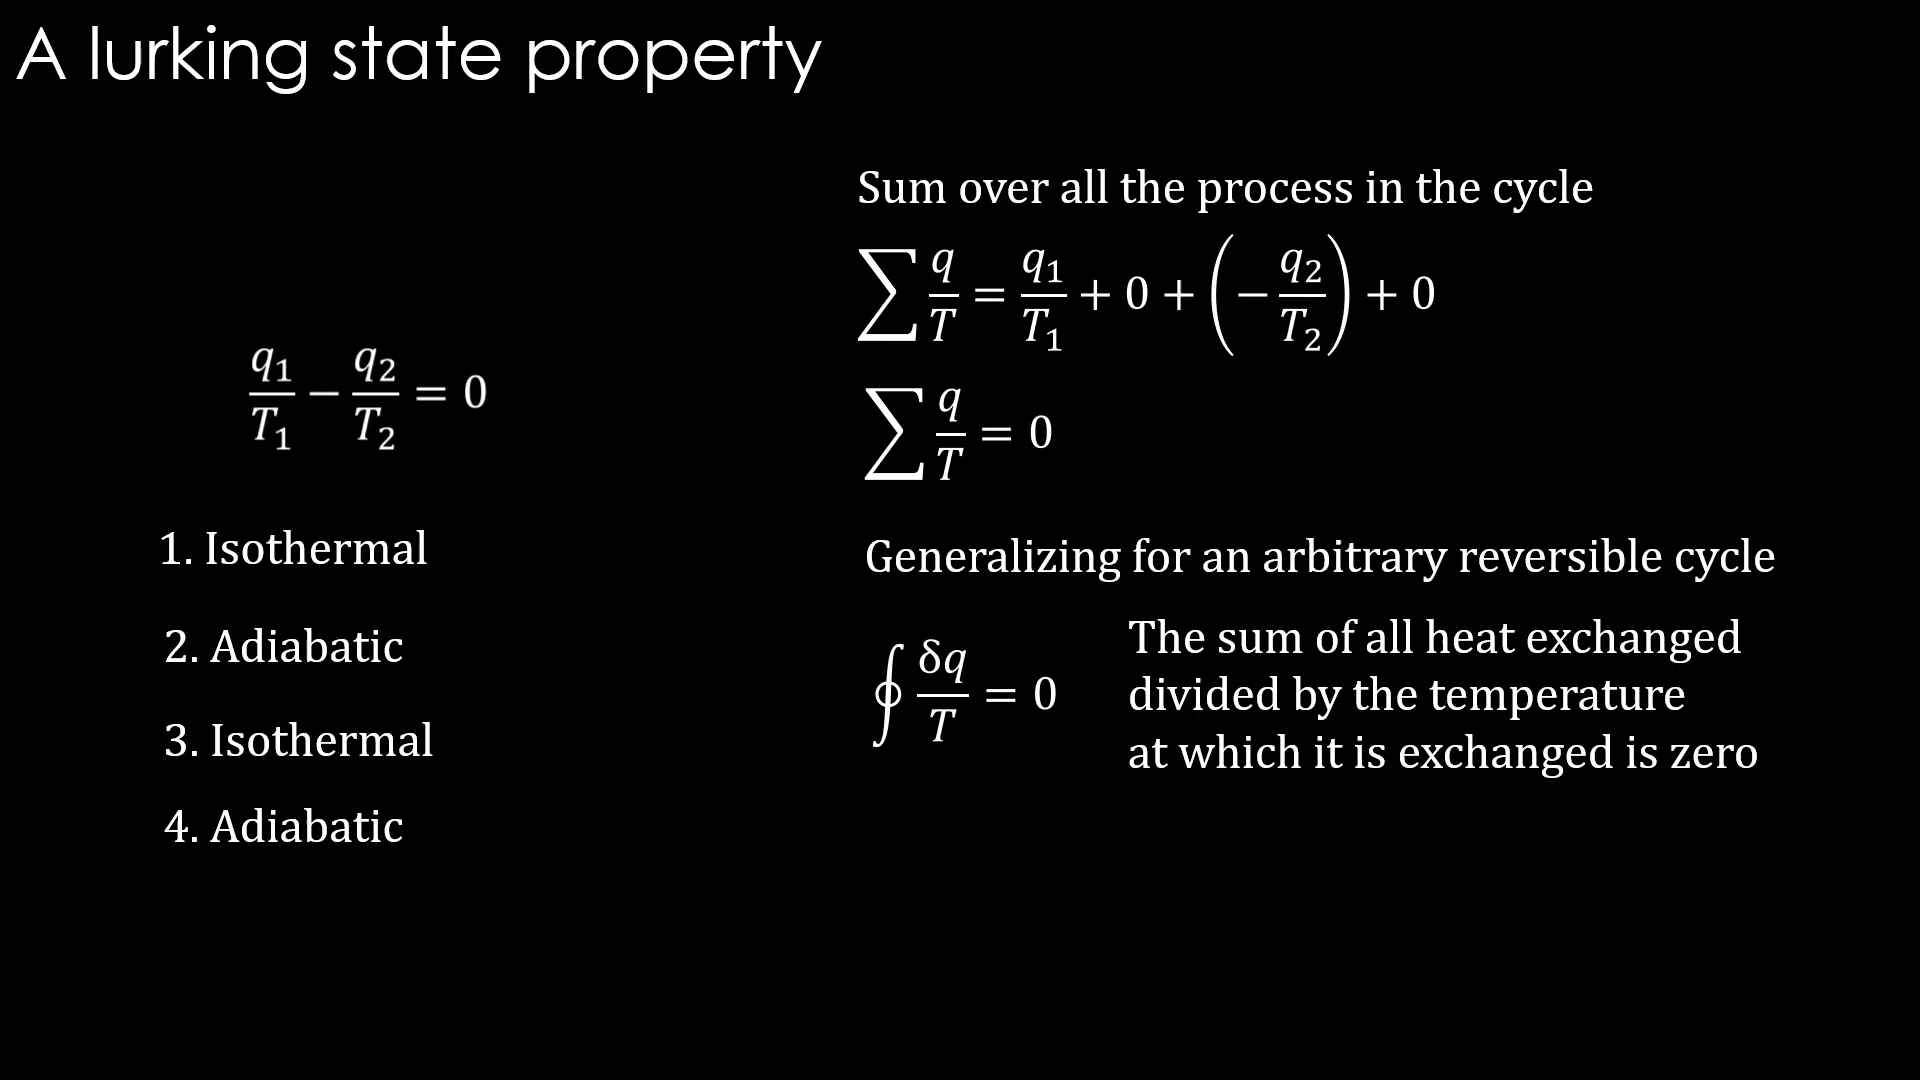 A lurking state property
q₁/T₁ − q₂/T₂ = 0
1. Isothermal
2. Adiabatic
3. Isothermal
4. Adiabatic
Sum over all the process in the cycle
∑ q/T = q₁/T₁ + 0 + (− q₂/T₂) + 0
∑ q/T = 0
Generalizing for an arbitrary reversible cycle
∮ δq/T = 0
The sum of all heat exchanged
divided by the temperature
at which it is exchanged is zero